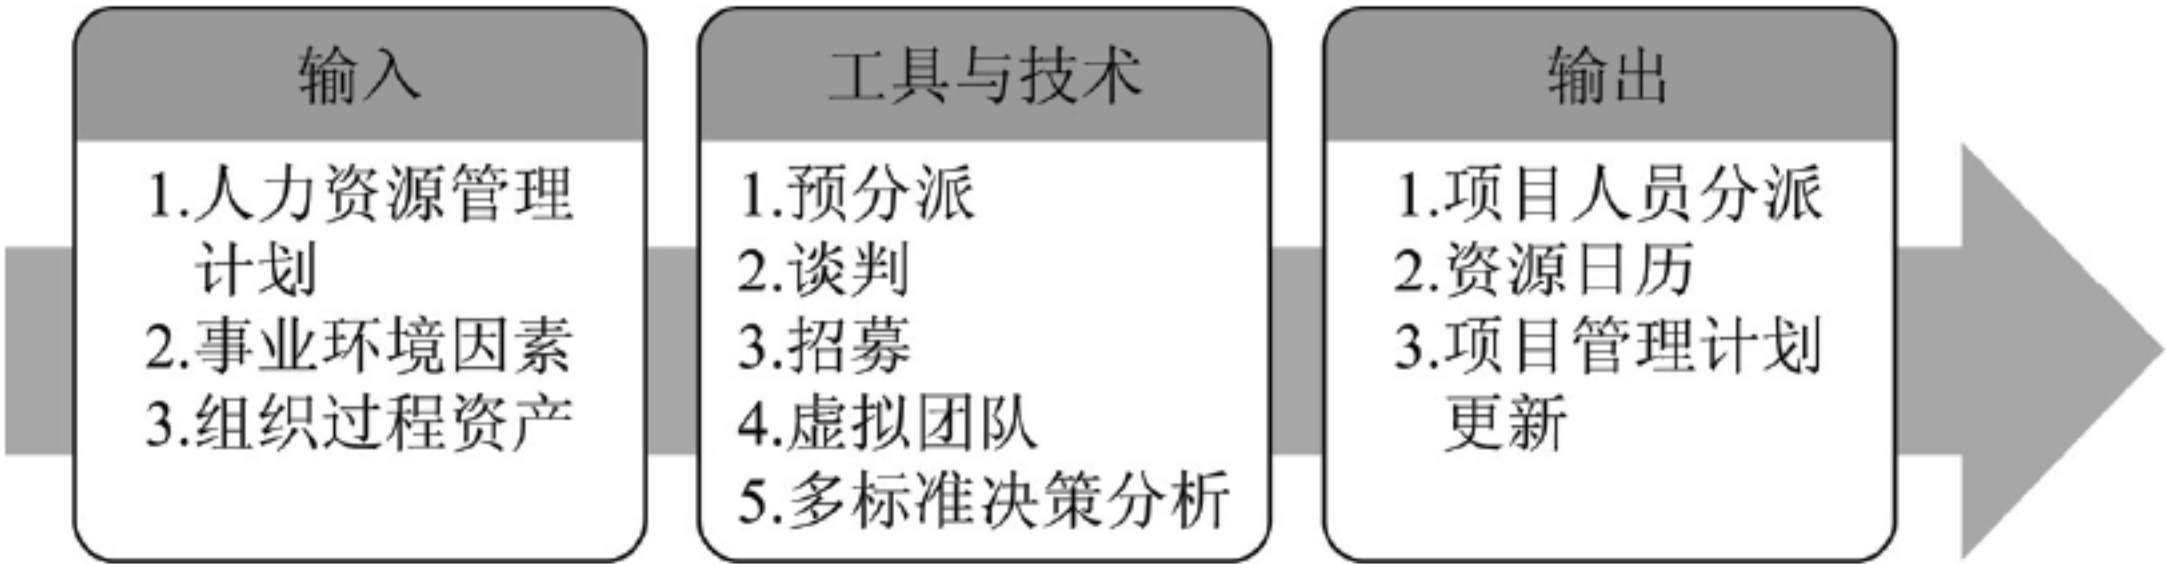 输入
1.人力资源管理
计划
2.事业环境因素
3.组织过程资产
工具与技术
1.预分派
2.谈判
3.招募
4.虚拟团队
5.多标准决策分析
输出
1.项目人员分派
2.资源日历
3.项目管理计划
更新